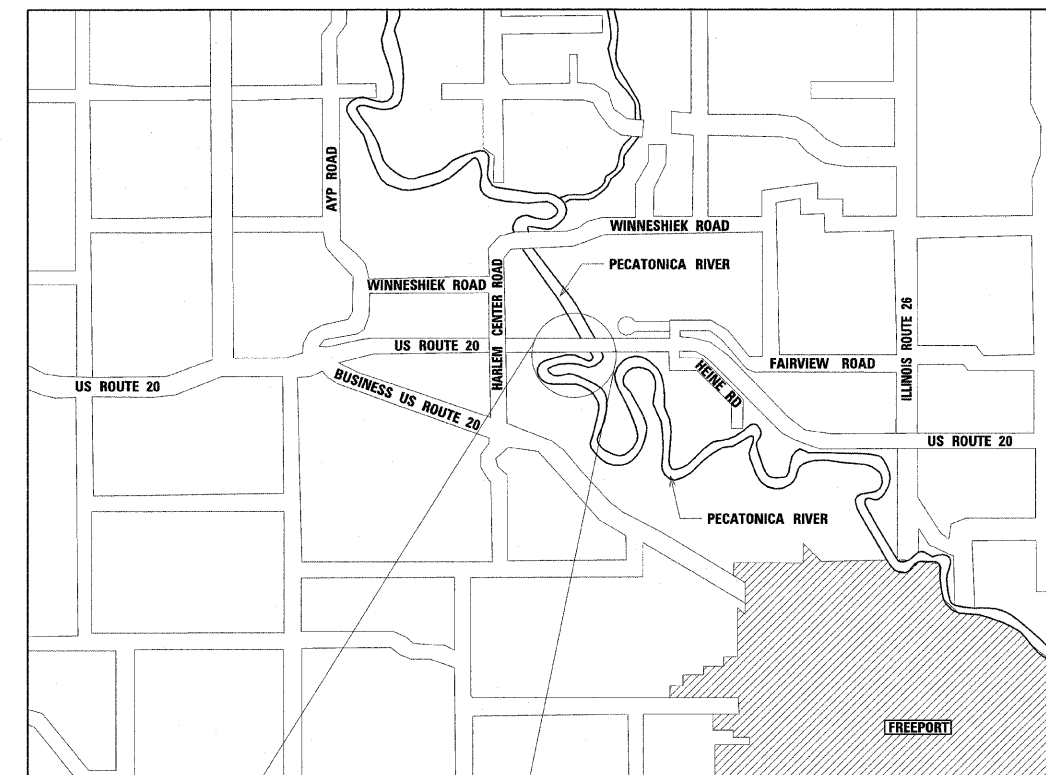 AYP ROAD
WINNESHIEK ROAD
PECATONICA RIVER
WINNESHIEK ROAD
HARLEM CENTER ROAD
ILLINOIS ROUTE 26
US ROUTE 20
FAIRVIEW ROAD
US ROUTE 20
BUSINESS US ROUTE 20
HEINE RD
US ROUTE 20
PECATONICA RIVER
FREEPORT